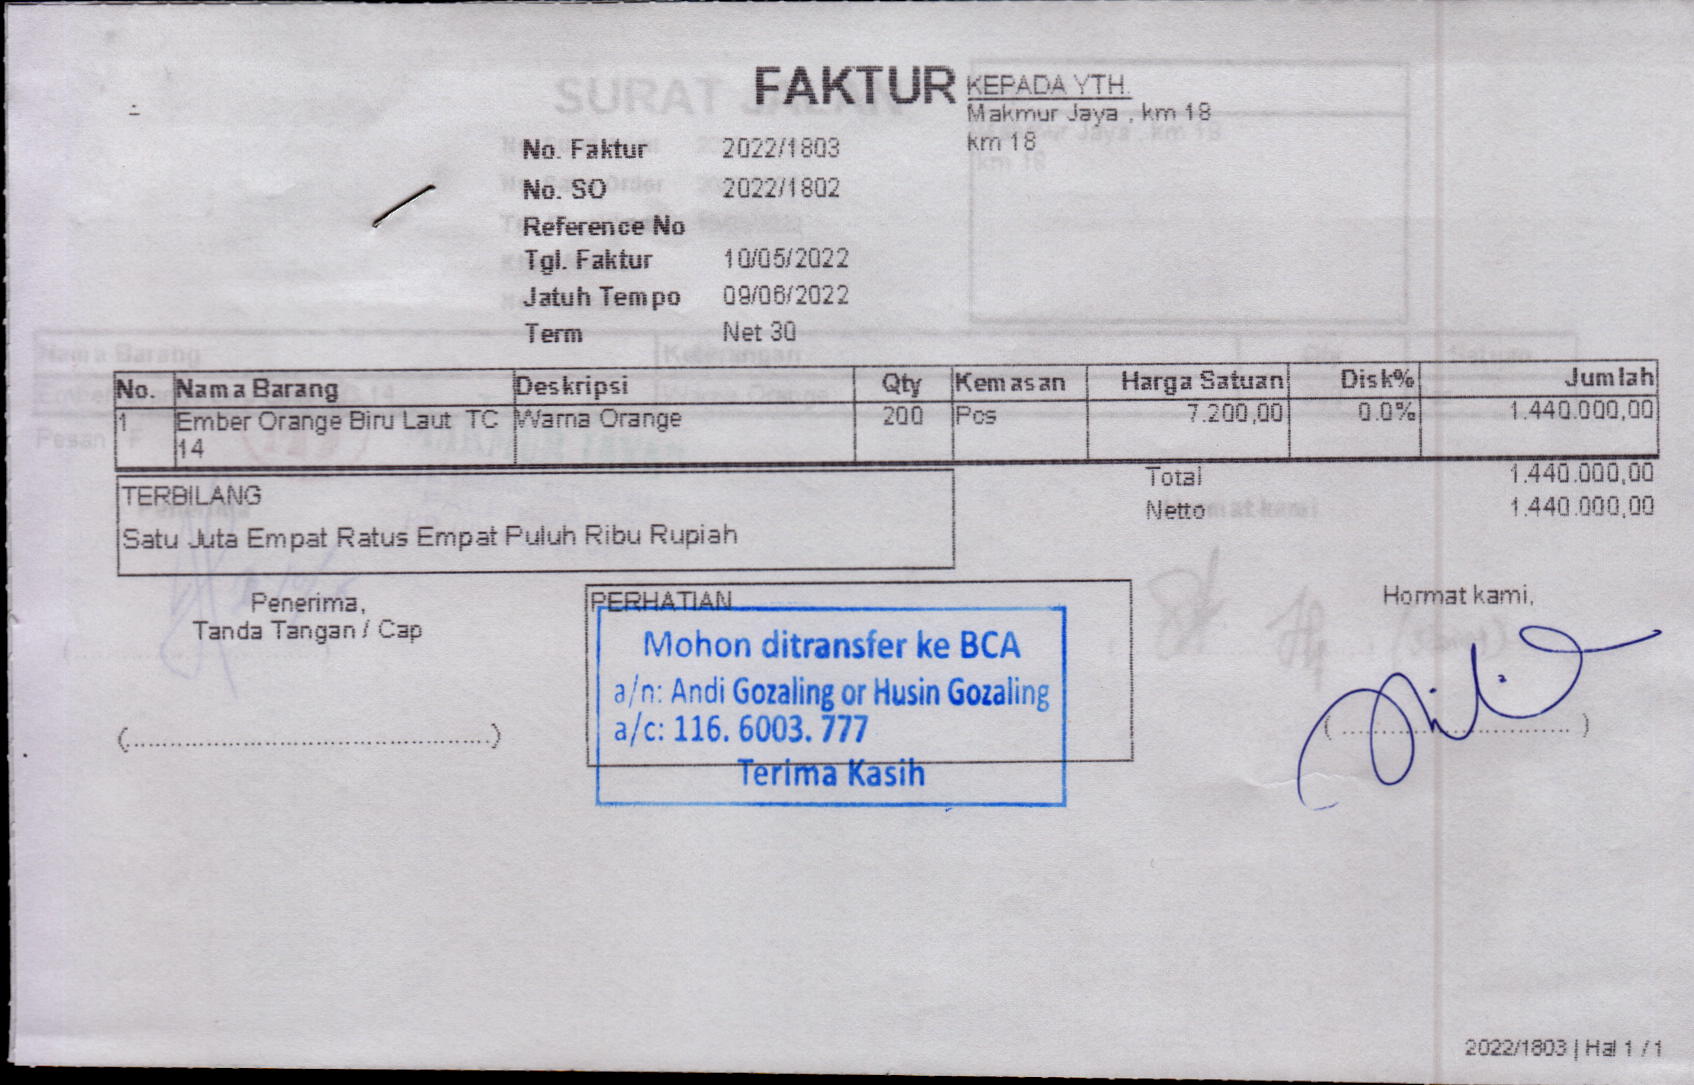 FAKTUR
KEPADA YTH.
Makmur Jaya , km 18
km 18
No. Faktur 2022/1803
No. SO 2022/1802
Reference No
Tgl. Faktur 10/05/2022
Jatuh Tempo 09/06/2022
Term Net 30
No. Nama Barang Deskripsi Qty Kemasan Harga Satuan Disk% Jumlah
1 Ember Orange Biru Laut TC Warna Orange 200 Pcs 7.200,00 0.0% 1.440.000,00
14
Total 1.440.000,00
Netto 1.440.000,00
TERBILANG
Satu Juta Empat Ratus Empat Puluh Ribu Rupiah
Penerima,
Tanda Tangan / Cap
(................................................)
PERHATIAN
Mohon ditransfer ke BCA
a/n: Andi Gozaling or Husin Gozaling
a/c: 116. 6003. 777
Terima Kasih
Hormat kami,
(................................)
2022/1803 | Hal 1 / 1